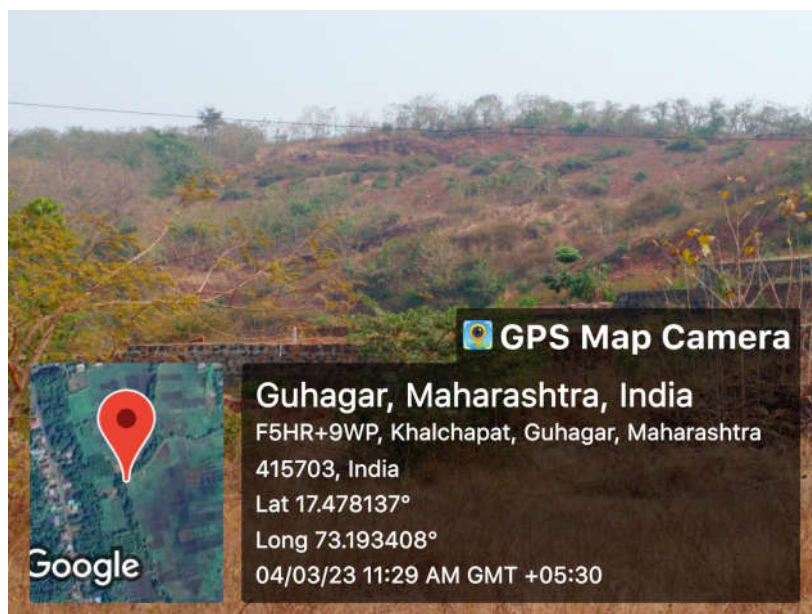 GPS Map Camera
Guhagar, Maharashtra, India
F5HR+9WP, Khalchapat, Guhagar, Maharashtra
415703, India
Lat 17.478137°
Long 73.193408°
04/03/23 11:29 AM GMT +05:30
Google